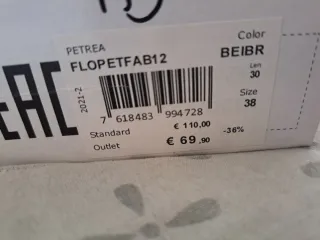 PETREA
Color
FLOPETFAB12
BEIBR
Len
30
Size
38
2021-2
EAC
7 618483 994728
Standard
€ 110,00
-36%
Outlet
€ 69,90